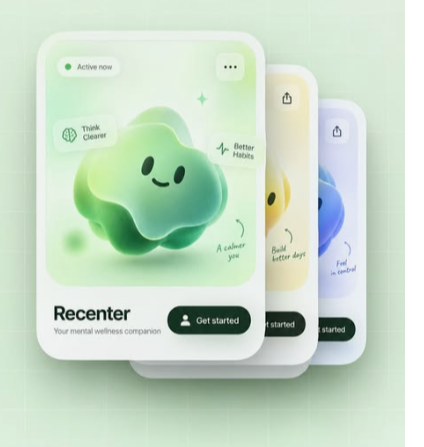 Active now
Think
Clearer
Better
Habits
A calmer
you
Build
better days
Feel
in control
Recenter
Your mental wellness companion
Get started
t started
t started